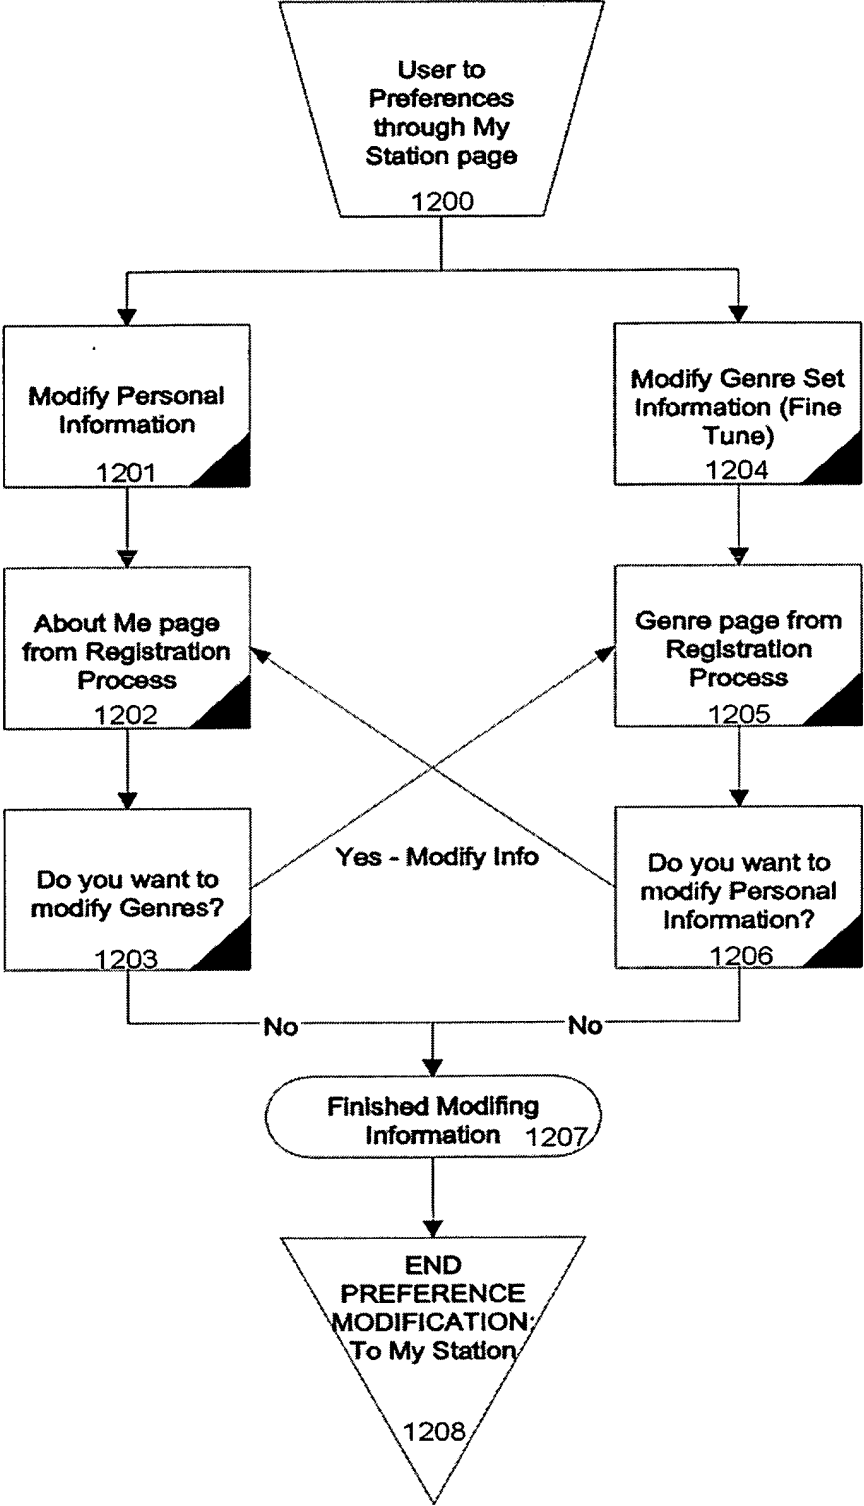 User to
Preferences
through My
Station page
1200
Modify Personal
Information
1201
Modify Genre Set
Information (Fine
Tune)
1204
About Me page
from Registration
Process
1202
Genre page from
Registration
Process
1205
Yes - Modify Info
Do you want to
modify Genres?
1203
Do you want to
modify Personal
Information?
1206
No
No
Finished Modifing
Information 1207
END
PREFERENCE
MODIFICATION:
To My Station
1208